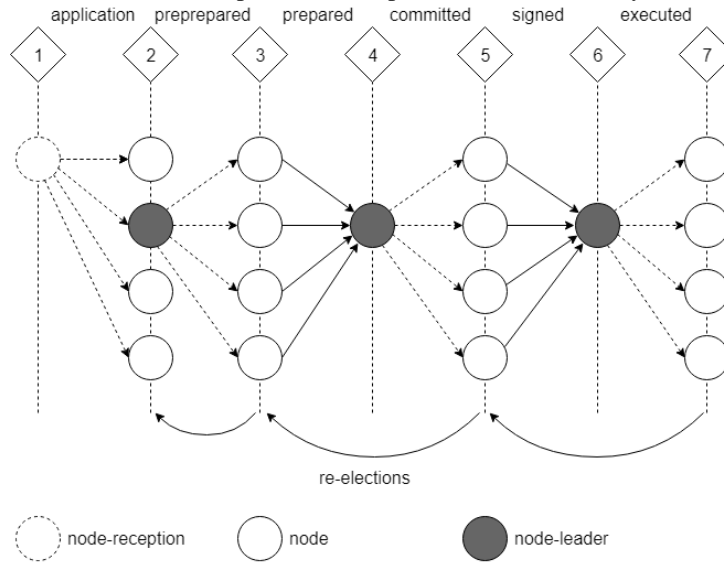 application preprepared prepared committed signed executed
1 2 3 4 5 6 7
re-elections
node-reception node node-leader